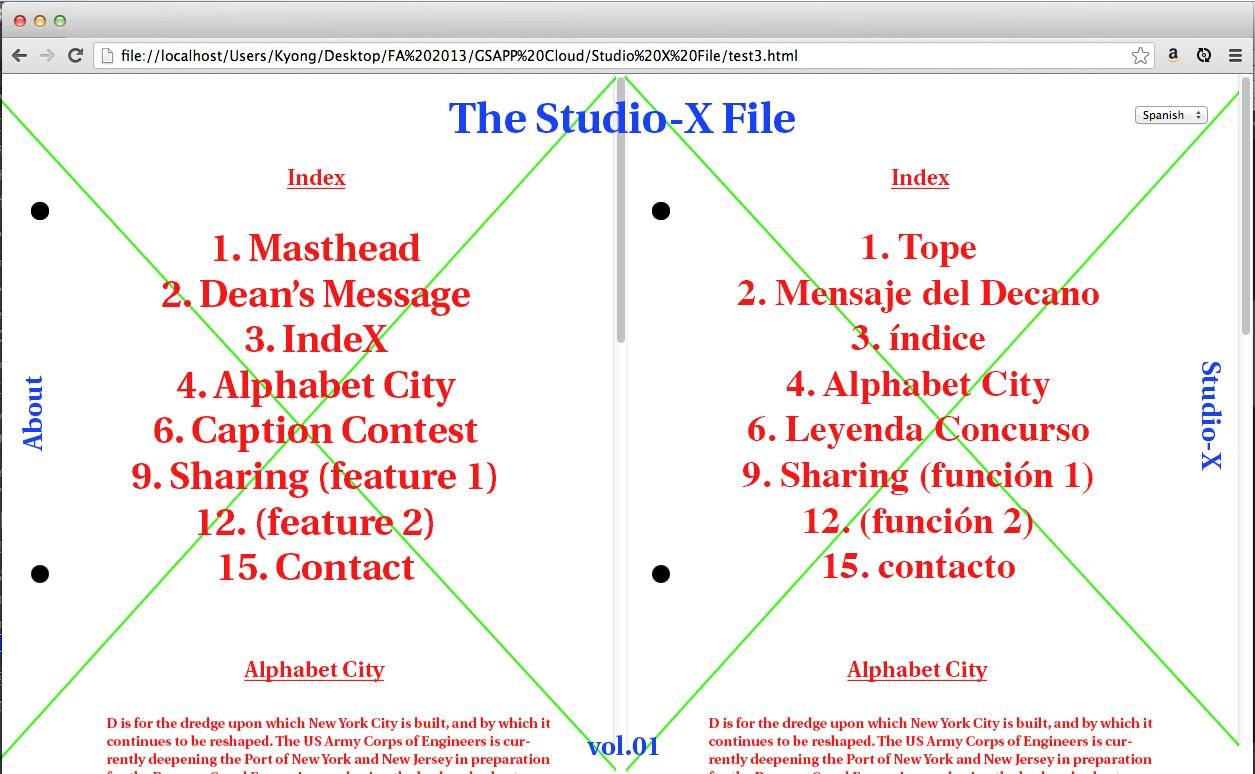 file://localhost/Users/Kyong/Desktop/FA%202013/GSAPP%20Cloud/Studio%20X%20File/test3.html
The Studio-X File
Spanish
About
Index
1. Masthead
2. Dean’s Message
3. IndeX
4. Alphabet City
6. Caption Contest
9. Sharing (feature 1)
12. (feature 2)
15. Contact
Alphabet City
D is for the dredge upon which New York City is built, and by which it
continues to be reshaped. The US Army Corps of Engineers is cur-
rently deepening the Port of New York and New Jersey in preparation
Index
1. Tope
2. Mensaje del Decano
3. índice
4. Alphabet City
6. Leyenda Concurso
9. Sharing (función 1)
12. (función 2)
15. contacto
Alphabet City
D is for the dredge upon which New York City is built, and by which it
continues to be reshaped. The US Army Corps of Engineers is cur-
rently deepening the Port of New York and New Jersey in preparation
Studio-X
vol.01